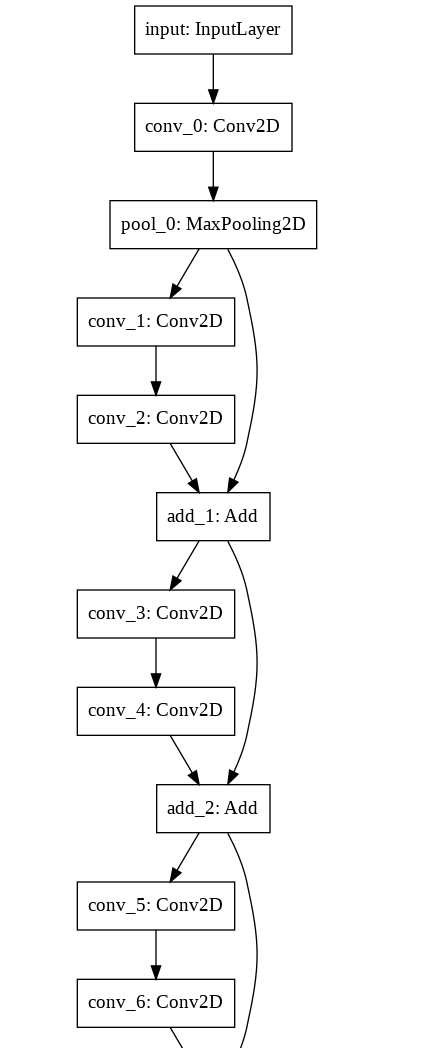 input: InputLayer
conv_0: Conv2D
pool_0: MaxPooling2D
conv_1: Conv2D
conv_2: Conv2D
add_1: Add
conv_3: Conv2D
conv_4: Conv2D
add_2: Add
conv_5: Conv2D
conv_6: Conv2D